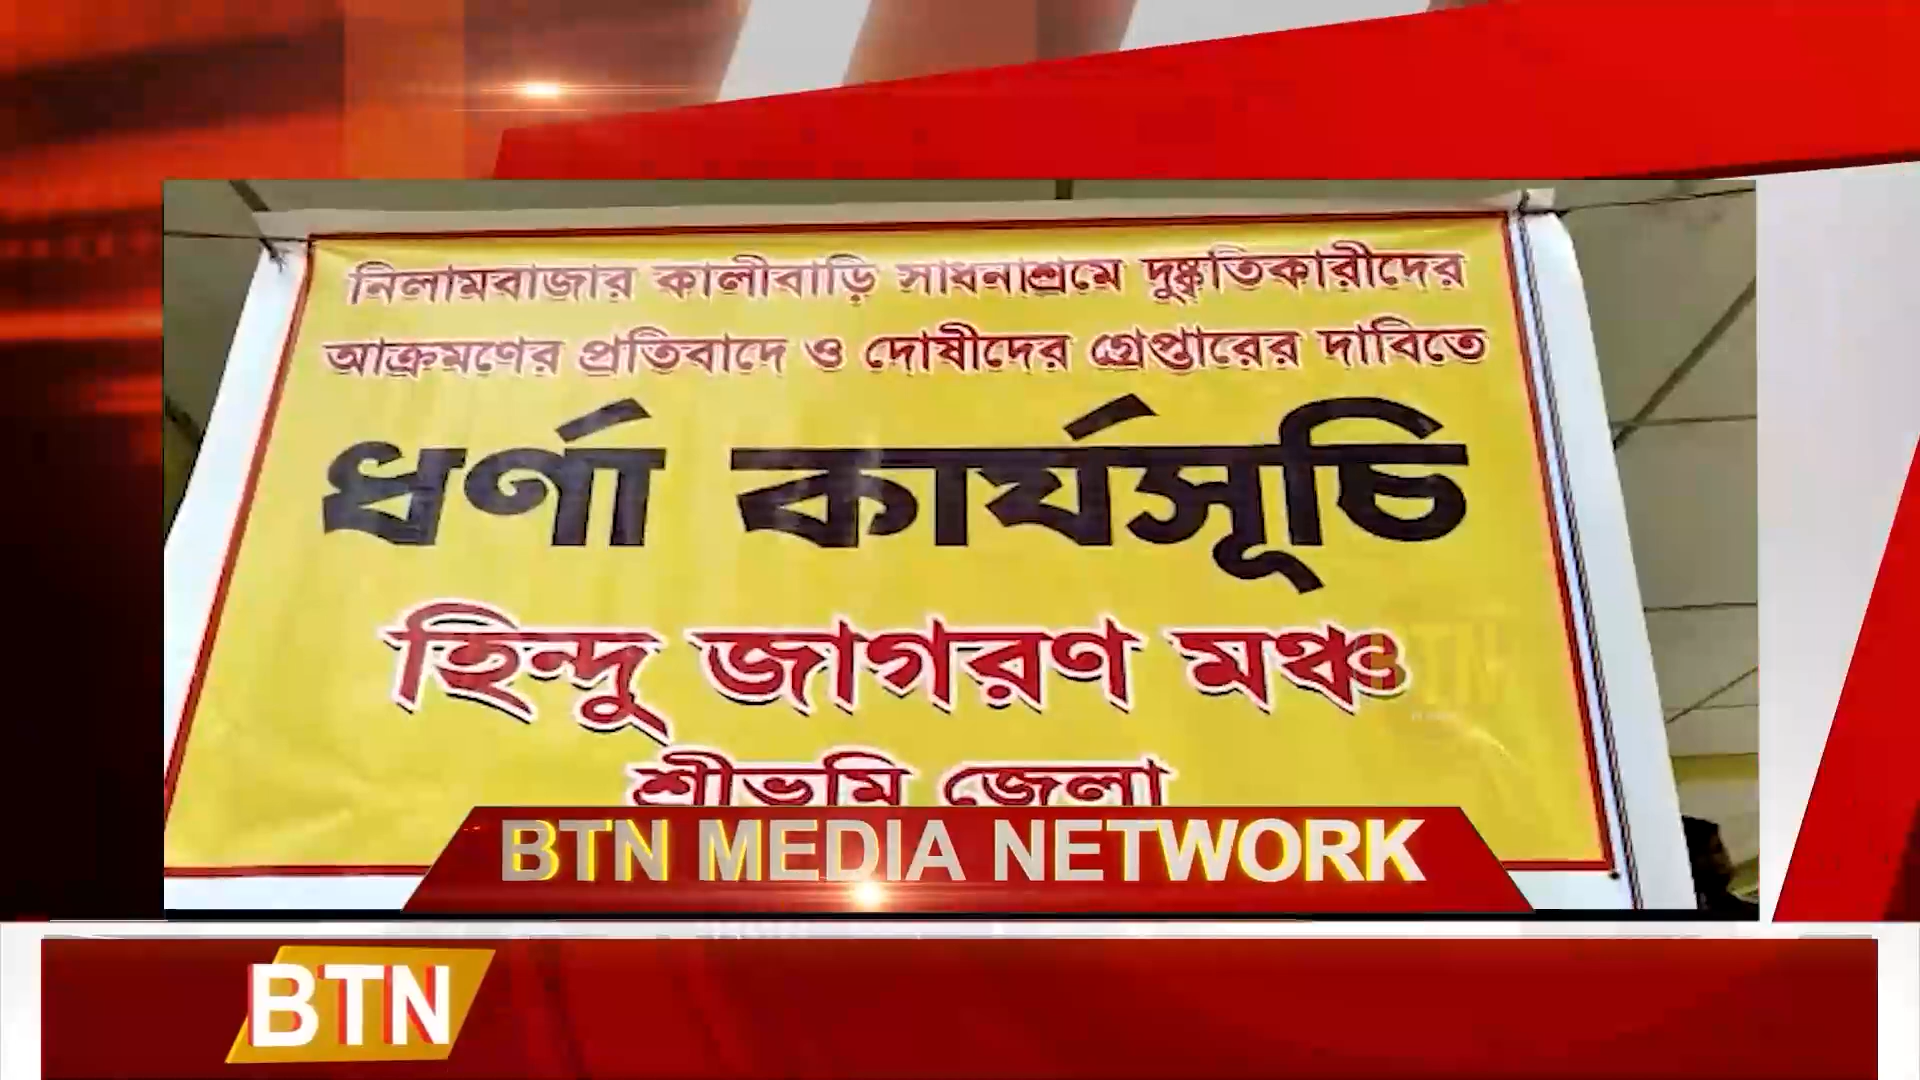 নিলামবাজার কালীবাড়ি সাধনাশ্রমে দুষ্কৃতিকারীদের
আক্রমণের প্রতিবাদে ও দোষীদের গ্রেপ্তারের দাবিতে
ধর্ণা কার্যসূচি
হিন্দু জাগরণ মঞ্চ
শ্রীভূমি জেলা
BTN MEDIA NETWORK
BTN